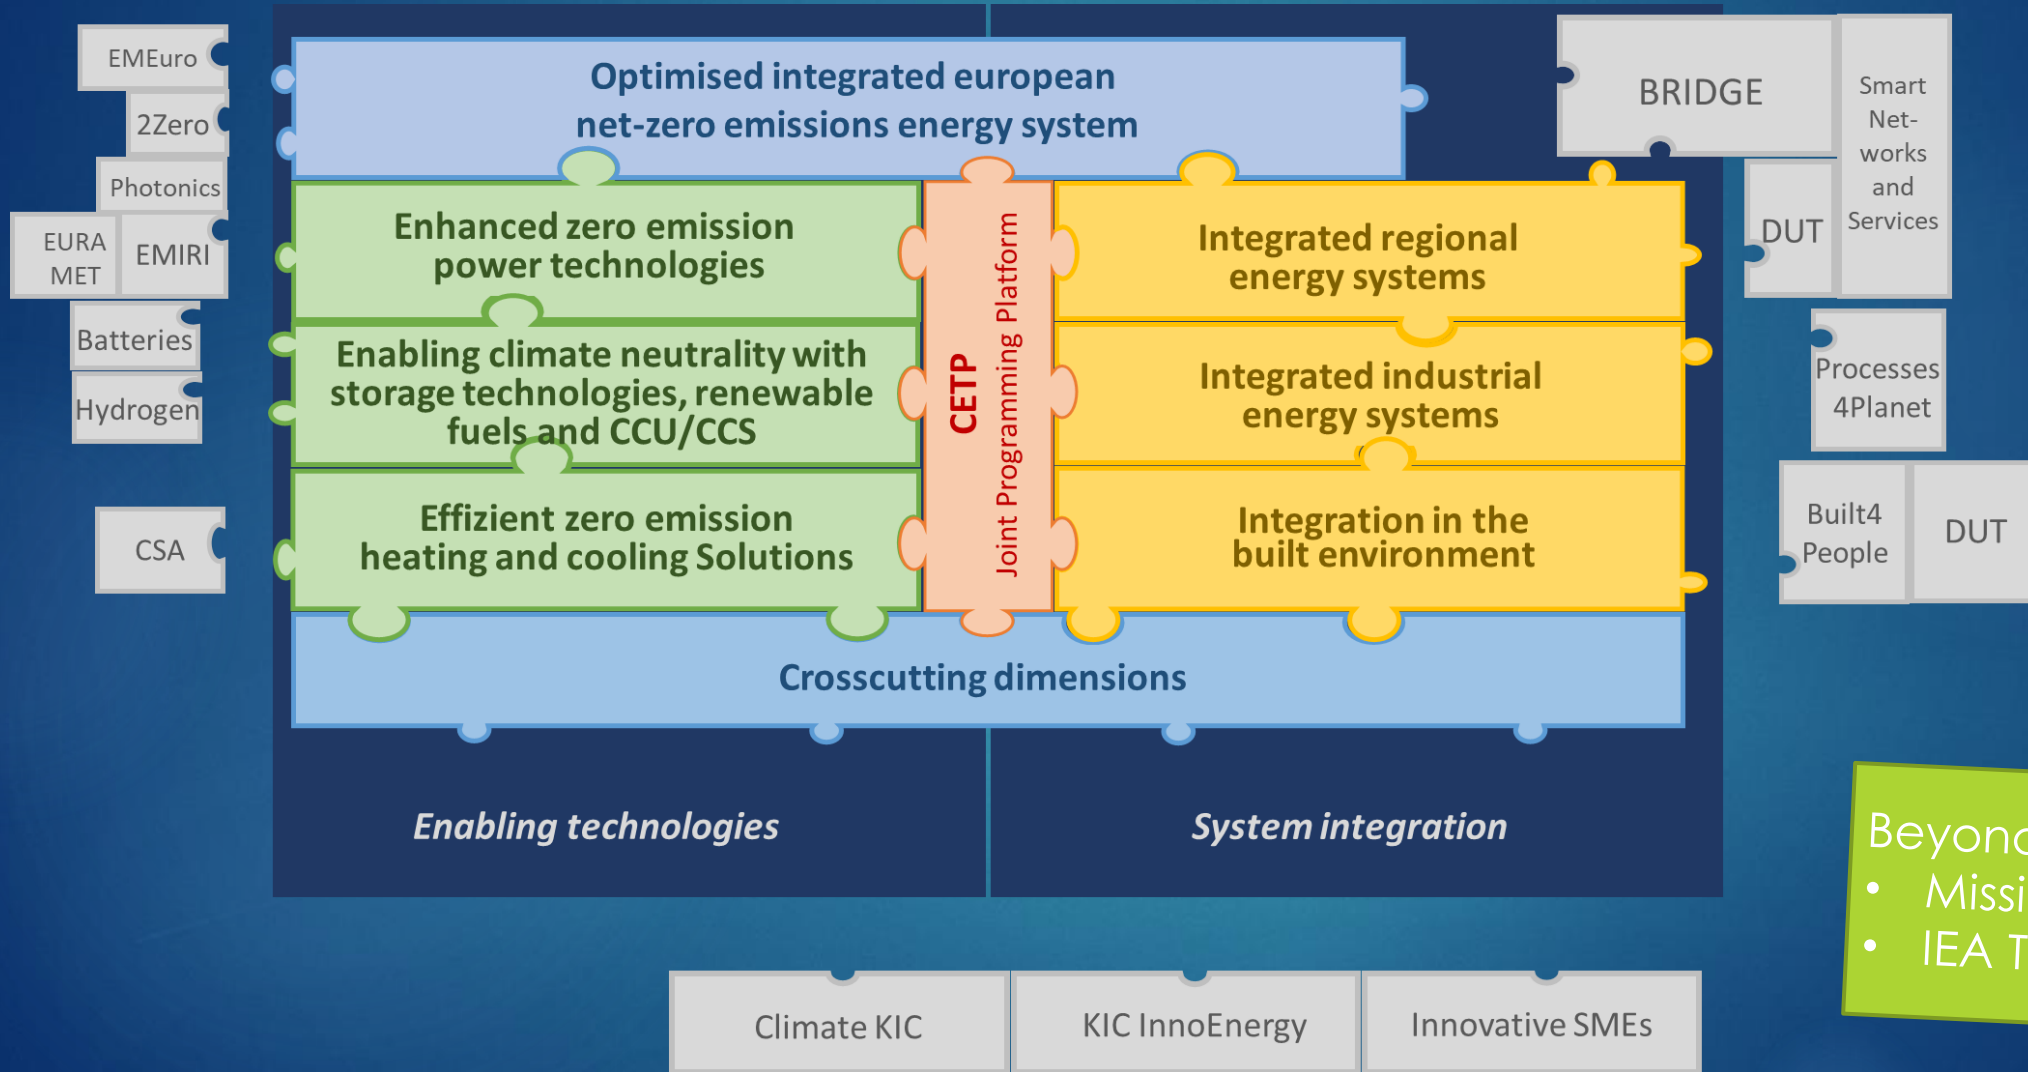 EMEuro
2Zero
Photonics
EURA
MET
EMIRI
Batteries
Hydrogen
CSA
Optimised integrated european
net-zero emissions energy system
Enhanced zero emission
power technologies
Enabling climate neutrality with
storage technologies, renewable
fuels and CCU/CCS
Effizient zero emission
heating and cooling Solutions
CETP
Joint Programming Platform
Integrated regional
energy systems
Integrated industrial
energy systems
Integration in the
built environment
Crosscutting dimensions
Enabling technologies
System integration
BRIDGE
Smart
Net-
works
and
Services
DUT
Processes
4Planet
Built4
People
DUT
Climate KIC
KIC InnoEnergy
Innovative SMEs
• IEA